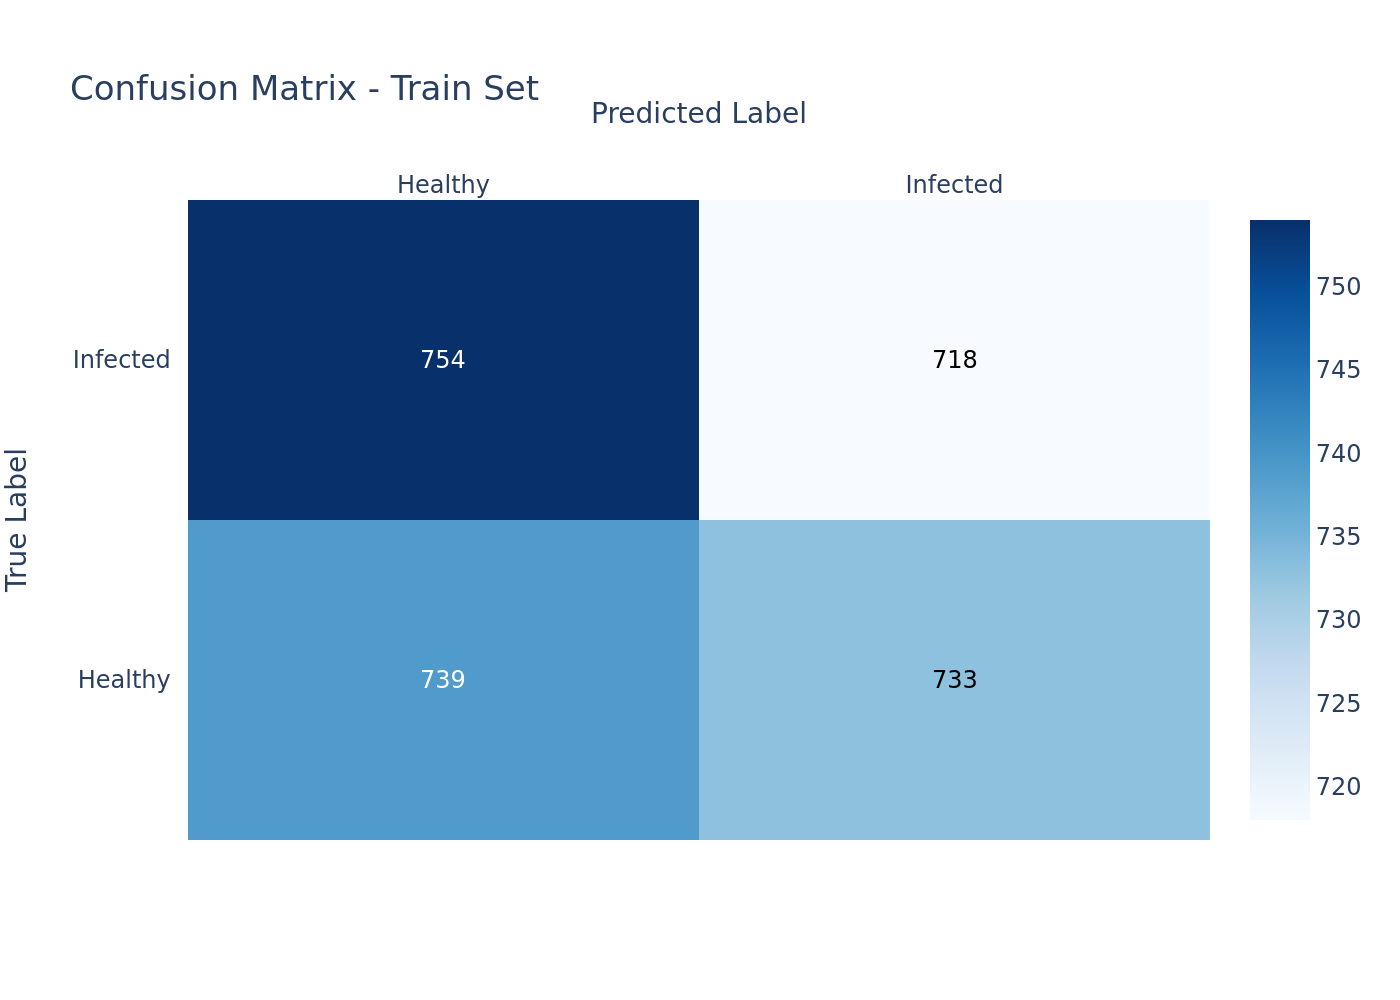 Confusion Matrix - Train Set
Predicted Label
Healthy Infected
Infected 754 718
True Label
Healthy 739 733
750
745
740
735
730
725
720